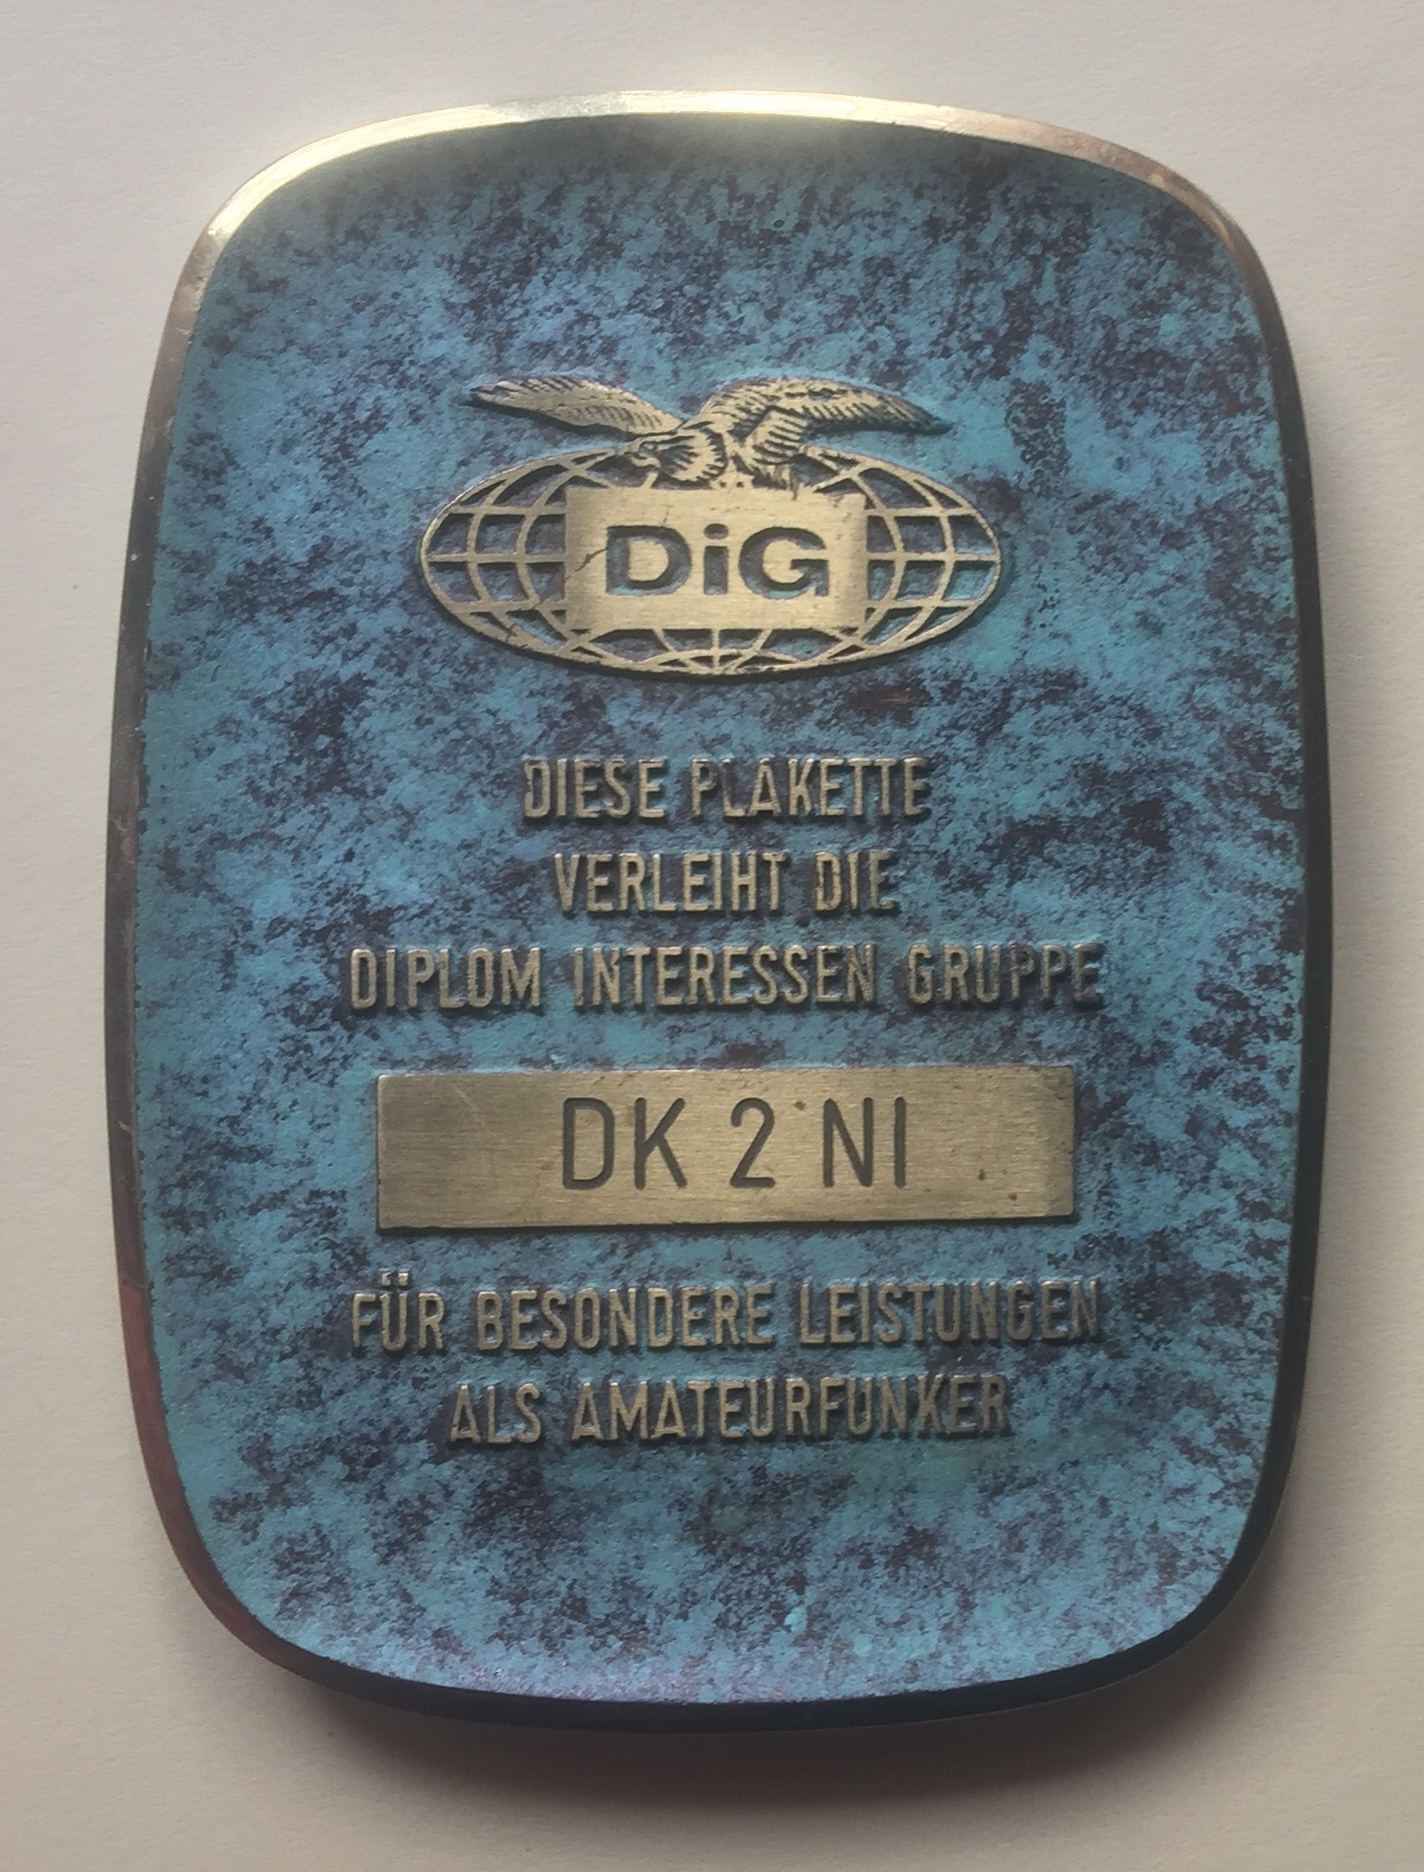 DiG
DIESE PLAKETTE
VERLEIHT DIE
DIPLOM INTERESSEN GRUPPE
DK 2 NI
FÜR BESONDERE LEISTUNGEN
ALS AMATEURFUNKER